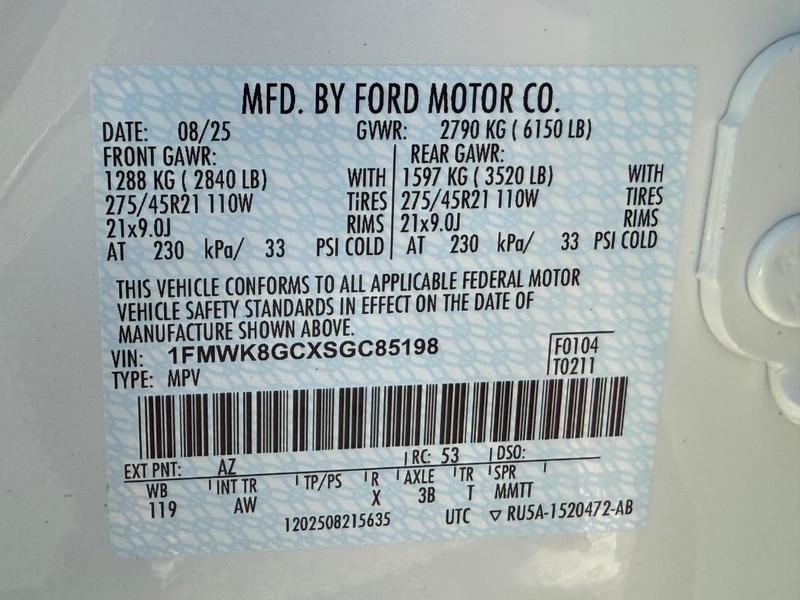 MFD. BY FORD MOTOR CO.
DATE: 08/25 GVWR: 2790 KG ( 6150 LB)
FRONT GAWR: REAR GAWR:
1288 KG ( 2840 LB) WITH 1597 KG ( 3520 LB) WITH
275/45R21 110W TIRES 275/45R21 110W TIRES
21x9.0J RIMS 21x9.0J RIMS
AT 230 kPa/ 33 PSI COLD AT 230 kPa/ 33 PSI COLD
THIS VEHICLE CONFORMS TO ALL APPLICABLE FEDERAL MOTOR
VEHICLE SAFETY STANDARDS IN EFFECT ON THE DATE OF
MANUFACTURE SHOWN ABOVE.
VIN: 1FMWK8GCXSGC85198 F0104
TYPE: MPV T0211
EXT PNT: AZ RC: 53 DSO:
WB INT TR TP/PS R AXLE TR SPR
119 AW X 3B T MMTT
1202508215635 UTC ▽ RU5A-1520472-AB